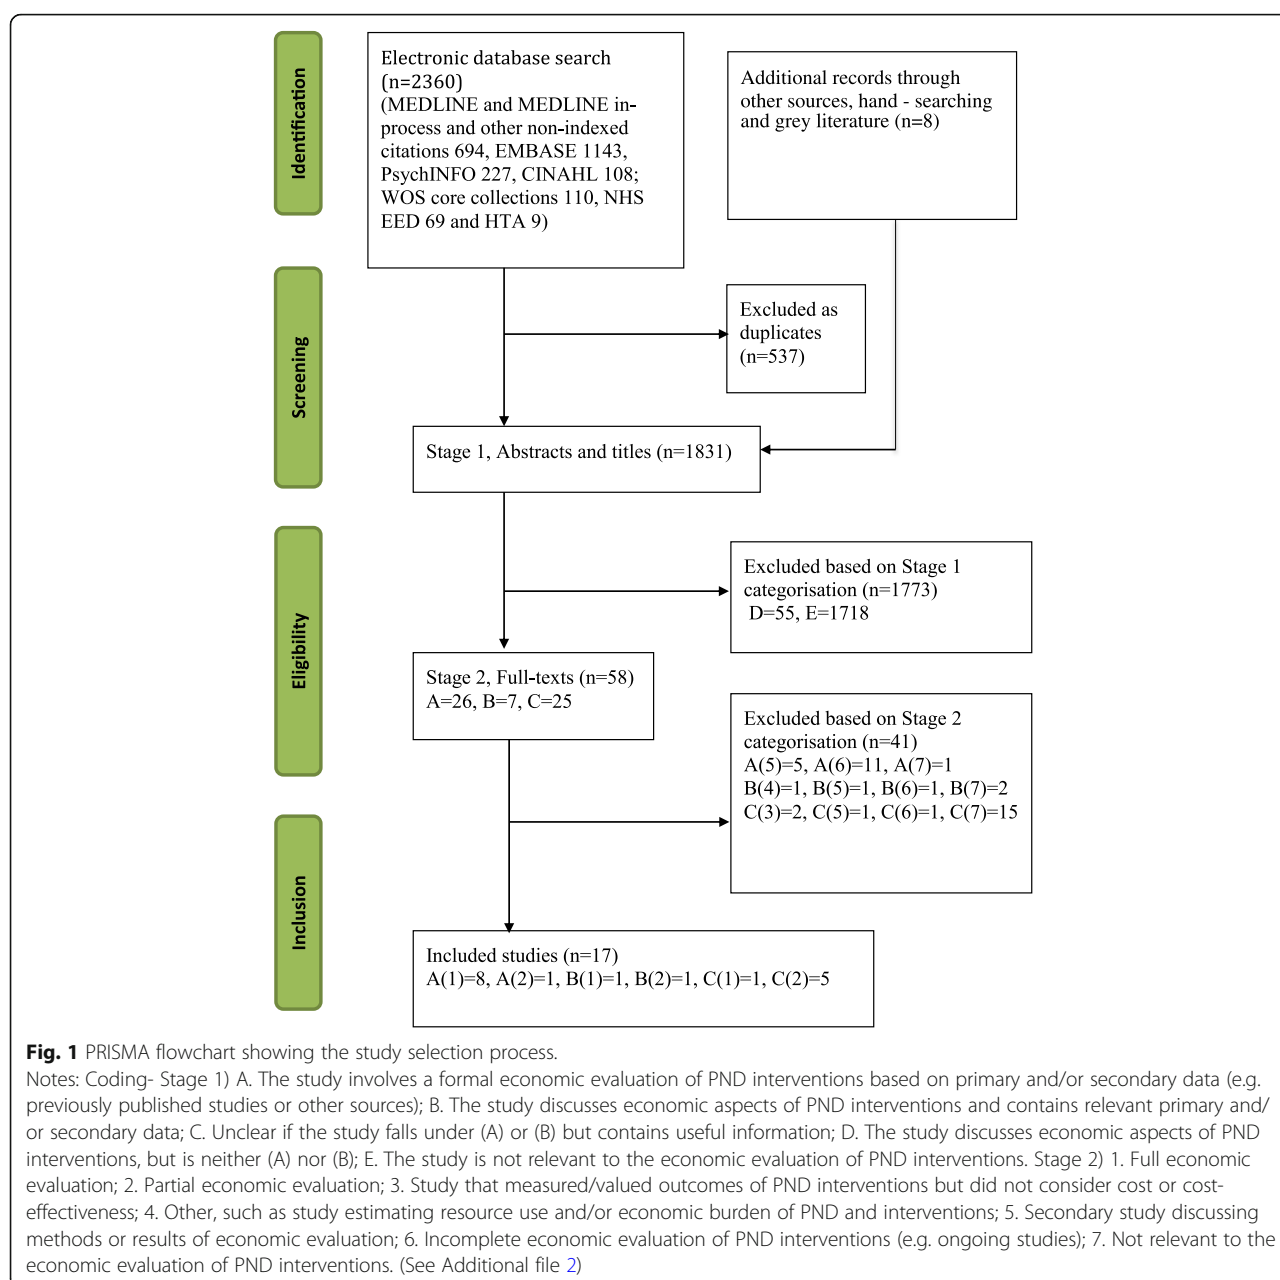 Identification
Electronic database search
(n=2360)
(MEDLINE and MEDLINE in-
process and other non-indexed
citations 694, EMBASE 1143,
PsychINFO 227, CINAHL 108;
WOS core collections 110, NHS
EED 69 and HTA 9)
Additional records through
other sources, hand - searching
and grey literature (n=8)
Screening
Excluded as
duplicates
(n=537)
Stage 1, Abstracts and titles (n=1831)
Eligibility
Excluded based on Stage 1
categorisation (n=1773)
D=55, E=1718
Stage 2, Full-texts (n=58)
A=26, B=7, C=25
Excluded based on Stage 2
categorisation (n=41)
A(5)=5, A(6)=11, A(7)=1
B(4)=1, B(5)=1, B(6)=1, B(7)=2
C(3)=2, C(5)=1, C(6)=1, C(7)=15
Inclusion
Included studies (n=17)
A(1)=8, A(2)=1, B(1)=1, B(2)=1, C(1)=1, C(2)=5
Fig. 1 PRISMA flowchart showing the study selection process.
Notes: Coding- Stage 1) A. The study involves a formal economic evaluation of PND interventions based on primary and/or secondary data (e.g.
previously published studies or other sources); B. The study discusses economic aspects of PND interventions and contains relevant primary and/
or secondary data; C. Unclear if the study falls under (A) or (B) but contains useful information; D. The study discusses economic aspects of PND
interventions, but is neither (A) nor (B); E. The study is not relevant to the economic evaluation of PND interventions. Stage 2) 1. Full economic
evaluation; 2. Partial economic evaluation; 3. Study that measured/valued outcomes of PND interventions but did not consider cost or cost-
effectiveness; 4. Other, such as study estimating resource use and/or economic burden of PND and interventions; 5. Secondary study discussing
methods or results of economic evaluation; 6. Incomplete economic evaluation of PND interventions (e.g. ongoing studies); 7. Not relevant to the
economic evaluation of PND interventions. (See Additional file 2)